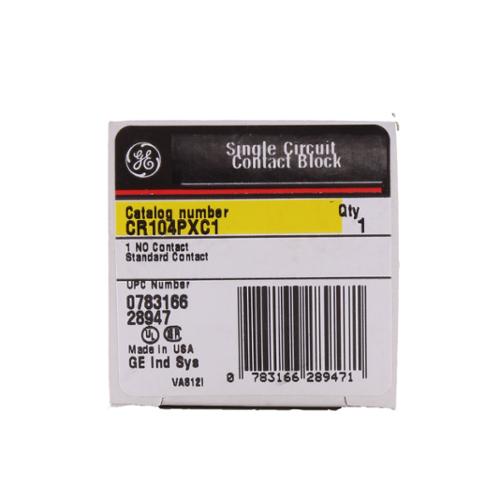 GE
Single Circuit
Contact Block
Catalog number
Qty
CR104PXC1
1
1 NO Contact
Standard Contact
UPC Number
0783166
28947
UL
Made in USA
GE Ind Sys
VA812I
0 783166 289471